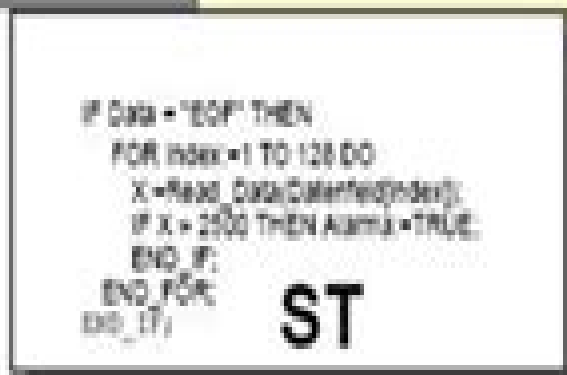 IF Data = "EOF" THEN
FOR Index =1 TO 128 DO
X =Read_Data(Datenfeld[Index]);
IF X > 2500 THEN Alarma =TRUE;
END_IF;
END_FOR;
END_IF;
ST